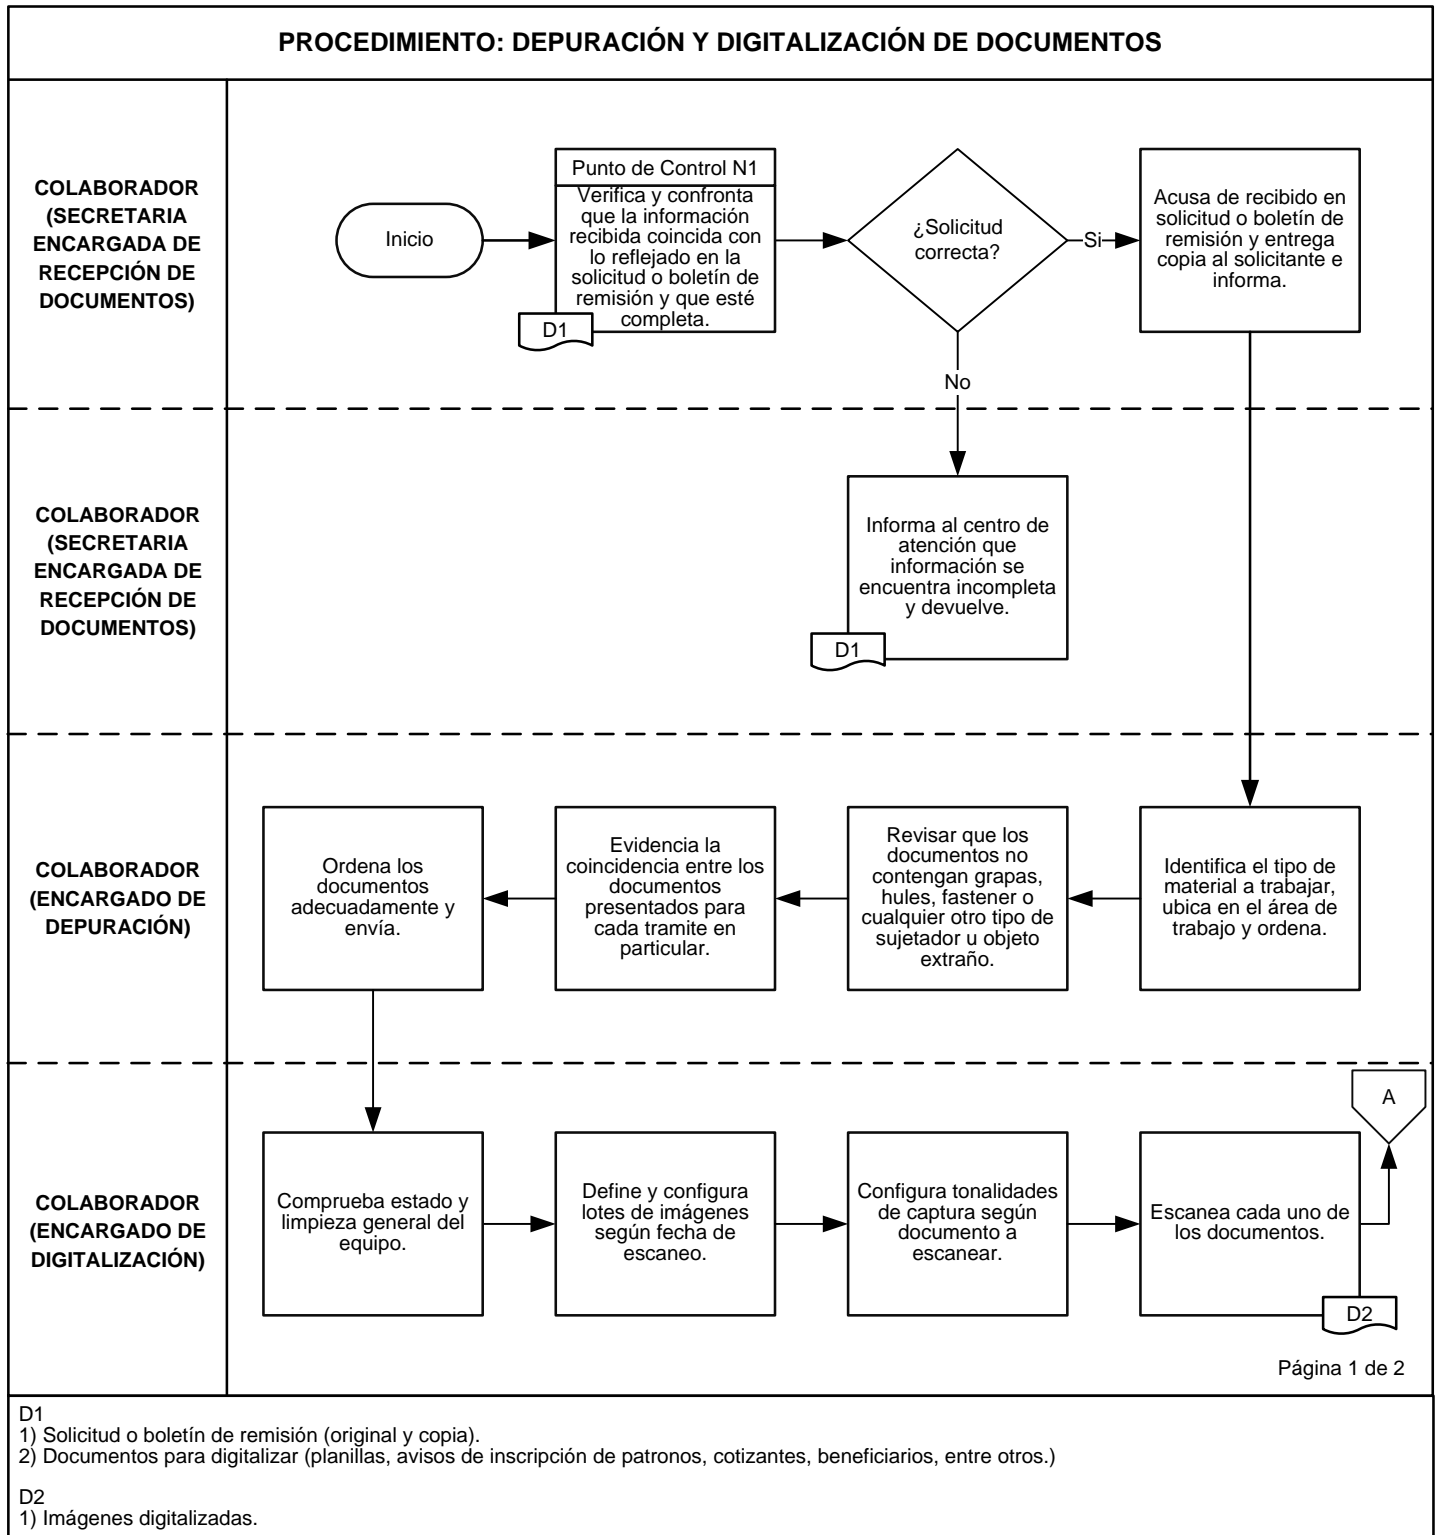 PROCEDIMIENTO: DEPURACIÓN Y DIGITALIZACIÓN DE DOCUMENTOS
COLABORADOR
(SECRETARIA
ENCARGADA DE
RECEPCIÓN DE
DOCUMENTOS)
Inicio
Punto de Control N1
Verifica y confronta
que la información
recibida coincida con
lo reflejado en la
solicitud o boletín de
remisión y que esté
completa.
D1
¿Solicitud
correcta?
Si
No
Acusa de recibido en
solicitud o boletín de
remisión y entrega
copia al solicitante e
informa.
COLABORADOR
(SECRETARIA
ENCARGADA DE
RECEPCIÓN DE
DOCUMENTOS)
Informa al centro de
atención que
información se
encuentra incompleta
y devuelve.
D1
COLABORADOR
(ENCARGADO DE
DEPURACIÓN)
Ordena los
documentos
adecuadamente y
envía.
Evidencia la
coincidencia entre los
documentos
presentados para
cada tramite en
particular.
Revisar que los
documentos no
contengan grapas,
hules, fastener o
cualquier otro tipo de
sujetador u objeto
extraño.
Identifica el tipo de
material a trabajar,
ubica en el área de
trabajo y ordena.
COLABORADOR
(ENCARGADO DE
DIGITALIZACIÓN)
Comprueba estado y
limpieza general del
equipo.
Define y configura
lotes de imágenes
según fecha de
escaneo.
Configura tonalidades
de captura según
documento a
escanear.
Escanea cada uno de
los documentos.
A
D2
Página 1 de 2
D1
1) Solicitud o boletín de remisión (original y copia).
2) Documentos para digitalizar (planillas, avisos de inscripción de patronos, cotizantes, beneficiarios, entre otros.)
D2
1) Imágenes digitalizadas.